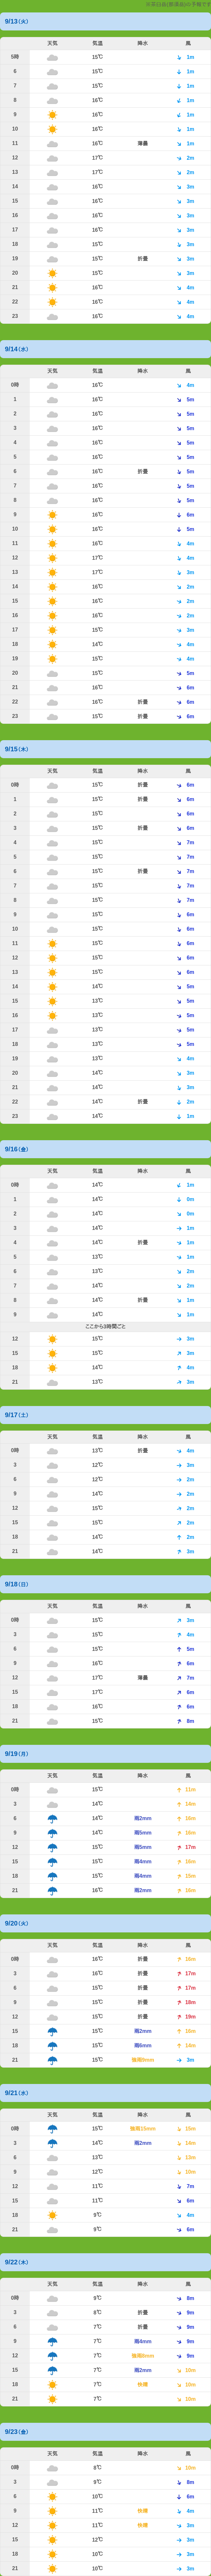 9/13(火)
天気 気温 降水 風
5時 15℃ 1m
6 15℃ 1m
7 15℃ 1m
8 16℃ 1m
9 16℃ 1m
10 16℃ 1m
11 16℃ 薄曇 1m
12 17℃ 2m
13 17℃ 2m
14 16℃ 3m
15 16℃ 3m
16 16℃ 3m
17 16℃ 3m
18 15℃ 3m
19 15℃ 折曇 3m
20 15℃ 3m
21 16℃ 4m
22 16℃ 4m
23 16℃ 4m
9/14(水)
天気 気温 降水 風
0時 16℃ 4m
1 16℃ 5m
2 16℃ 5m
3 16℃ 5m
4 16℃ 5m
5 16℃ 5m
6 16℃ 折曇 5m
7 16℃ 5m
8 16℃ 5m
9 16℃ 6m
10 16℃ 5m
11 16℃ 4m
12 17℃ 4m
13 17℃ 3m
14 16℃ 2m
15 16℃ 2m
16 16℃ 2m
17 15℃ 3m
18 14℃ 4m
19 15℃ 4m
20 15℃ 5m
21 16℃ 6m
22 16℃ 折曇 6m
23 15℃ 折曇 6m
9/15(木)
天気 気温 降水 風
0時 15℃ 折曇 6m
1 15℃ 折曇 6m
2 15℃ 6m
3 15℃ 折曇 6m
4 15℃ 7m
5 15℃ 7m
6 15℃ 折曇 7m
7 15℃ 7m
8 15℃ 7m
9 15℃ 6m
10 15℃ 6m
11 15℃ 6m
12 15℃ 6m
13 15℃ 6m
14 15℃ 5m
15 13℃ 5m
16 13℃ 5m
17 13℃ 5m
18 13℃ 5m
19 13℃ 4m
20 14℃ 3m
21 14℃ 3m
22 14℃ 折曇 2m
23 14℃ 1m
9/16(金)
天気 気温 降水 風
0時 14℃ 1m
1 14℃ 0m
2 14℃ 0m
3 14℃ 1m
4 14℃ 折曇 1m
5 13℃ 1m
6 13℃ 2m
7 14℃ 2m
8 14℃ 折曇 1m
9 14℃ 1m
ここから3時間ごと
12 15℃ 3m
15 15℃ 3m
18 14℃ 4m
21 13℃ 3m
9/17(土)
天気 気温 降水 風
0時 13℃ 折曇 4m
3 12℃ 3m
6 12℃ 2m
9 14℃ 2m
12 15℃ 2m
15 15℃ 2m
18 14℃ 2m
21 14℃ 3m
9/18(日)
天気 気温 降水 風
0時 15℃ 3m
3 15℃ 4m
6 15℃ 5m
9 16℃ 6m
12 17℃ 薄曇 7m
15 17℃ 6m
18 16℃ 6m
21 15℃ 8m
9/19(月)
天気 気温 降水 風
0時 15℃ 11m
3 14℃ 14m
6 14℃ 雨2mm 16m
9 14℃ 雨5mm 16m
12 15℃ 雨5mm 17m
15 15℃ 雨4mm 16m
18 15℃ 雨4mm 15m
21 16℃ 雨2mm 16m
9/20(火)
天気 気温 降水 風
0時 16℃ 折曇 16m
3 16℃ 折曇 17m
6 15℃ 折曇 17m
9 15℃ 折曇 18m
12 15℃ 折曇 19m
15 15℃ 雨2mm 16m
18 15℃ 雨6mm 14m
21 15℃ 強雨9mm 3m
9/21(水)
天気 気温 降水 風
0時 15℃ 強雨15mm 15m
3 14℃ 雨2mm 14m
6 13℃ 13m
9 12℃ 10m
12 11℃ 7m
15 11℃ 6m
18 9℃ 4m
21 9℃ 6m
9/22(木)
天気 気温 降水 風
0時 8℃ 8m
3 8℃ 折曇 9m
6 7℃ 折曇 9m
9 7℃ 雨4mm 9m
12 7℃ 強雨8mm 9m
15 7℃ 雨2mm 10m
18 7℃ 快晴 10m
21 7℃ 10m
9/23(金)
天気 気温 降水 風
0時 8℃ 10m
3 9℃ 8m
6 10℃ 6m
9 11℃ 快晴 4m
12 11℃ 快晴 3m
15 12℃ 3m
18 10℃ 3m
21 10℃ 3m